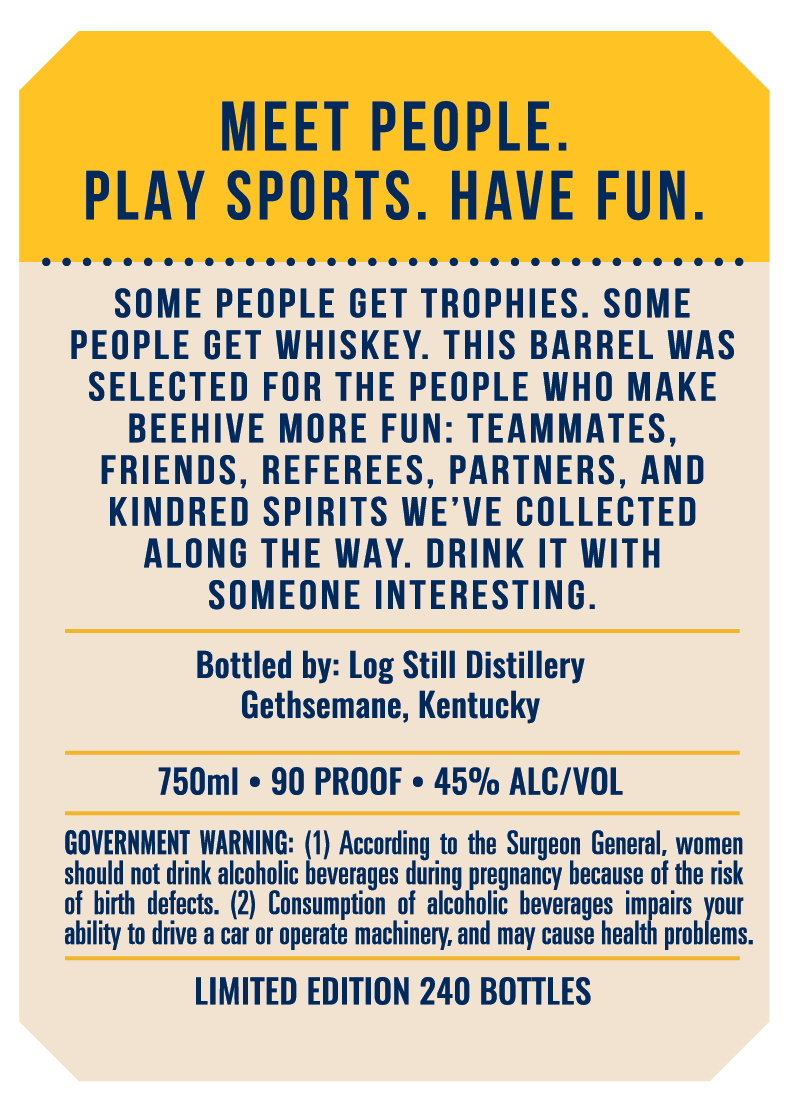 MEET PEOPLE.
PLAY SPORTS. HAVE FUN.
SOME PEOPLE GET TROPHIES. SOME
PEOPLE GET WHISKEY. THIS BARREL WAS
SELECTED FOR THE PEOPLE WHO MAKE
BEEHIVE MORE FUN: TEAMMATES,
FRIENDS, REFEREES, PARTNERS, AND
KINDRED SPIRITS WE'VE COLLECTED
ALONG THE WAY. DRINK IT WITH
SOMEONE INTERESTING.
Bottled by: Log Still Distillery
Gethsemane, Kentucky
750ml • 90 PROOF • 45% ALC/VOL
GOVERNMENT WARNING: (1) According to the Surgeon General, women
should not drink alcoholic beverages during pregnancy because of the risk
of birth defects. (2) Consumption of alcoholic beverages impairs your
ability to drive a car or operate machinery, and may cause health problems.
LIMITED EDITION 240 BOTTLES